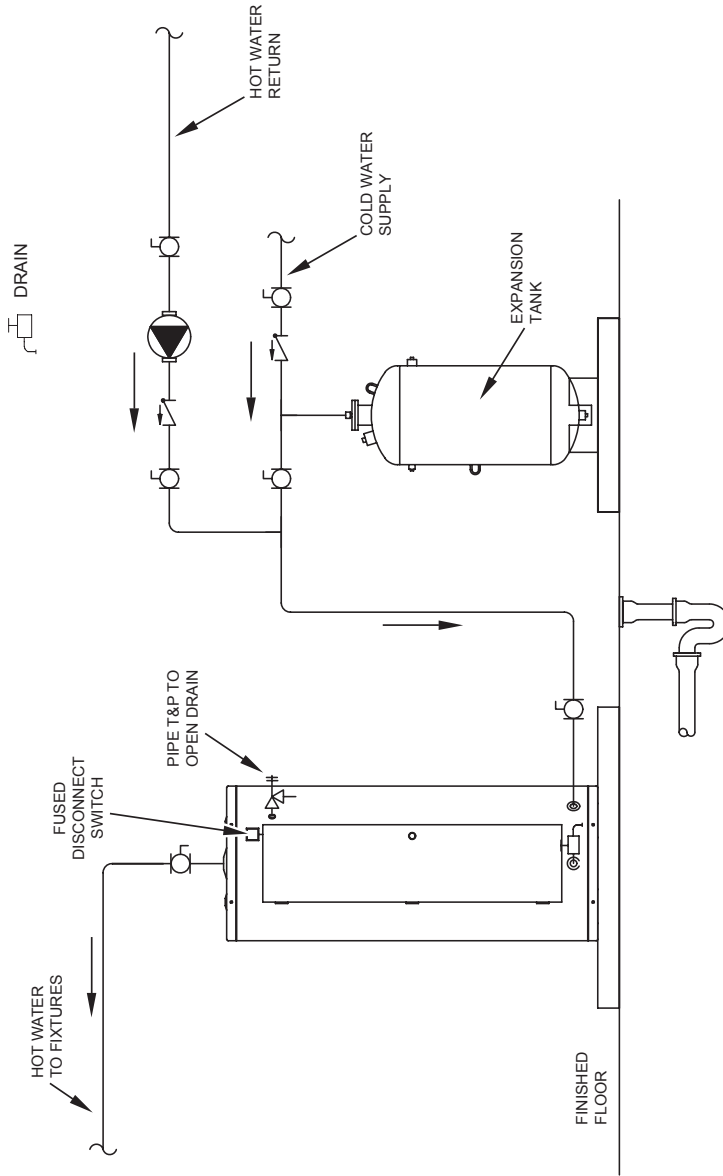 DRAIN
HOT WATER
RETURN
COLD WATER
SUPPLY
EXPANSION
TANK
PIPE T&P TO
OPEN DRAIN
FUSED
DISCONNECT
SWITCH
HOT WATER
TO FIXTURES
FINISHED
FLOOR